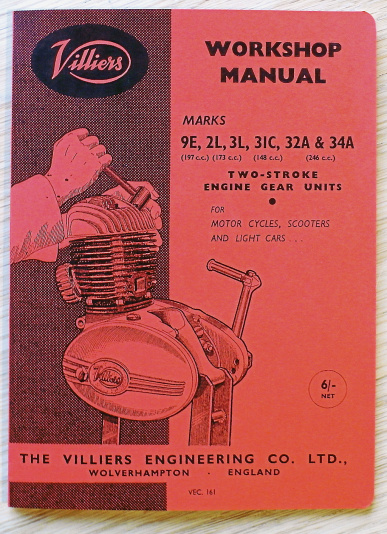 Villiers
WORKSHOP
MANUAL
MARKS
9E, 2L, 3L, 31C, 32A & 34A
(197 c.c.) (173 c.c.) (148 c.c.) (246 c.c.)
TWO-STROKE
ENGINE GEAR UNITS
FOR
MOTOR CYCLES, SCOOTERS
AND LIGHT CARS . . .
Villiers
6/-
NET
THE VILLIERS ENGINEERING CO. LTD.,
WOLVERHAMPTON · ENGLAND
VEC. 161